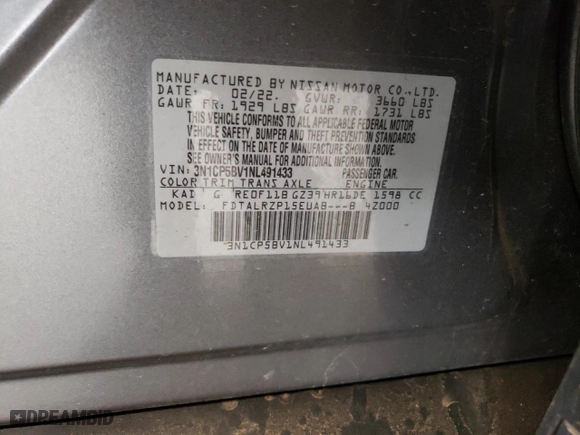 MANUFACTURED BY NISSAN MOTOR CO.,LTD.
DATE: 02/22. GVWR: 3660 LBS
GAWR FR: 1929 LBS GAWR RR: 1731 LBS
THIS VEHICLE CONFORMS TO ALL APPLICABLE FEDERAL MOTOR
VEHICLE SAFETY, BUMPER AND THEFT PREVENTION STANDARDS
IN EFFECT ON THE DATE OF MANUFACTURE SHOWN ABOVE.
SEE OWNER'S MANUAL FOR ADDITIONAL INFORMATION.
VIN: 3N1CP5BV1NL491433 PASSENGER CAR.
COLOR TRIM TRANS AXLE ENGINE
KAD G RE0F11B GZ39 HR16DE 1598 CC
MODEL: FDTALRZP15EUAB---B 4Z000
3N1CP5BV1NL491433
DREAMBID